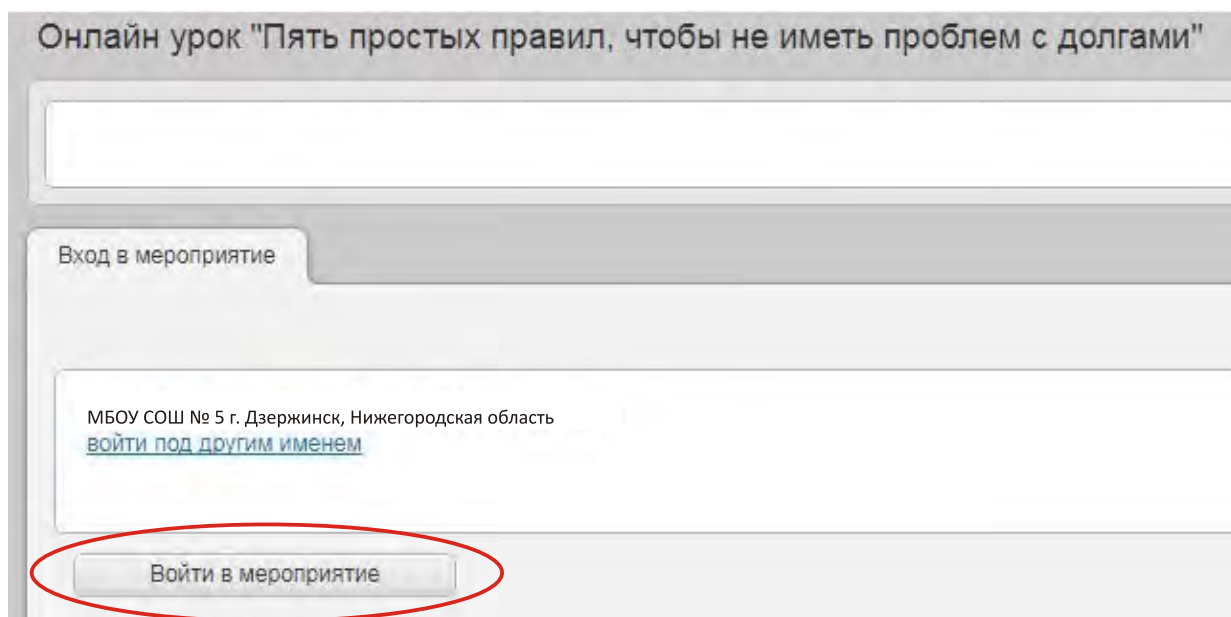 Онлайн урок "Пять простых правил, чтобы не иметь проблем с долгами"
Вход в мероприятие
МБОУ СОШ № 5 г. Дзержинск, Нижегородская область
войти под другим именем
Войти в мероприятие